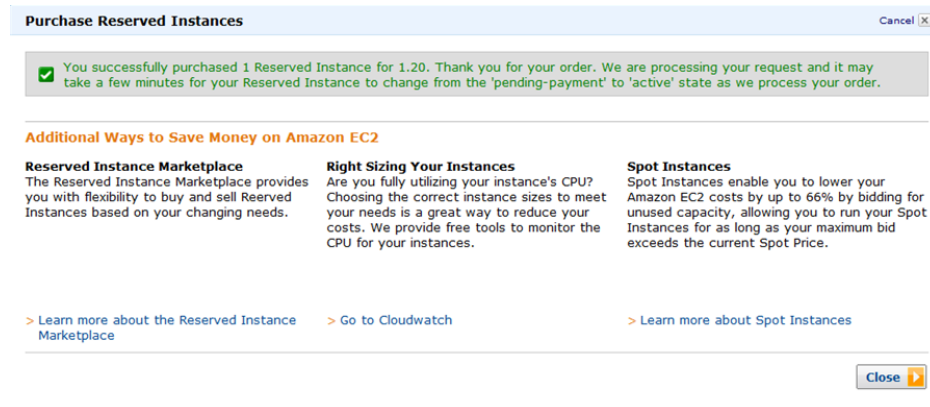 Purchase Reserved Instances
Cancel
You successfully purchased 1 Reserved Instance for 1.20. Thank you for your order. We are processing your request and it may
take a few minutes for your Reserved Instance to change from the 'pending-payment' to 'active' state as we process your order.
Additional Ways to Save Money on Amazon EC2
Reserved Instance Marketplace
The Reserved Instance Marketplace provides
you with flexibility to buy and sell Reerved
Instances based on your changing needs.
> Learn more about the Reserved Instance
Marketplace
Right Sizing Your Instances
Are you fully utilizing your instance's CPU?
Choosing the correct instance sizes to meet
your needs is a great way to reduce your
costs. We provide free tools to monitor the
CPU for your instances.
> Go to Cloudwatch
Spot Instances
Spot Instances enable you to lower your
Amazon EC2 costs by up to 66% by bidding for
unused capacity, allowing you to run your Spot
Instances for as long as your maximum bid
exceeds the current Spot Price.
> Learn more about Spot Instances
Close